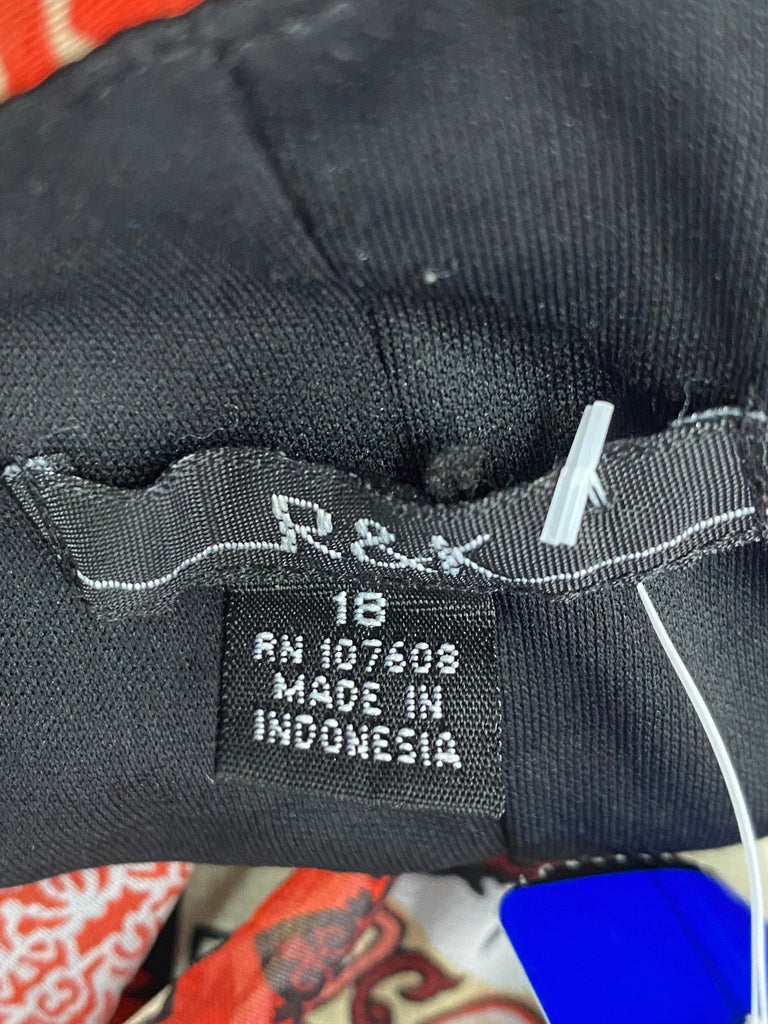 R&K
18
RN 107608
MADE IN
INDONESIA